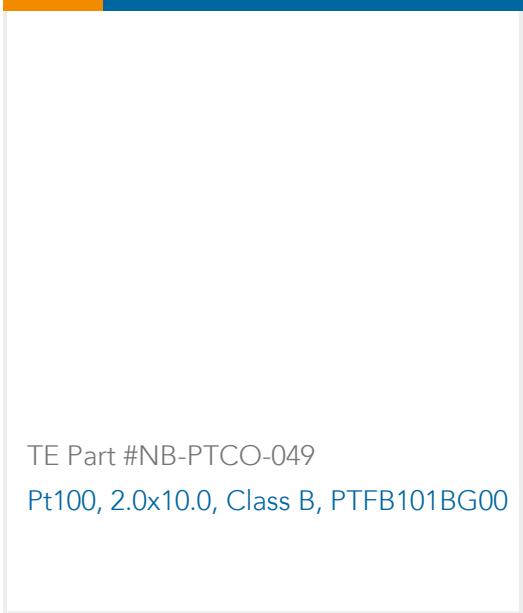 TE Part #NB-PTCO-049
Pt100, 2.0x10.0, Class B, PTFB101BG00